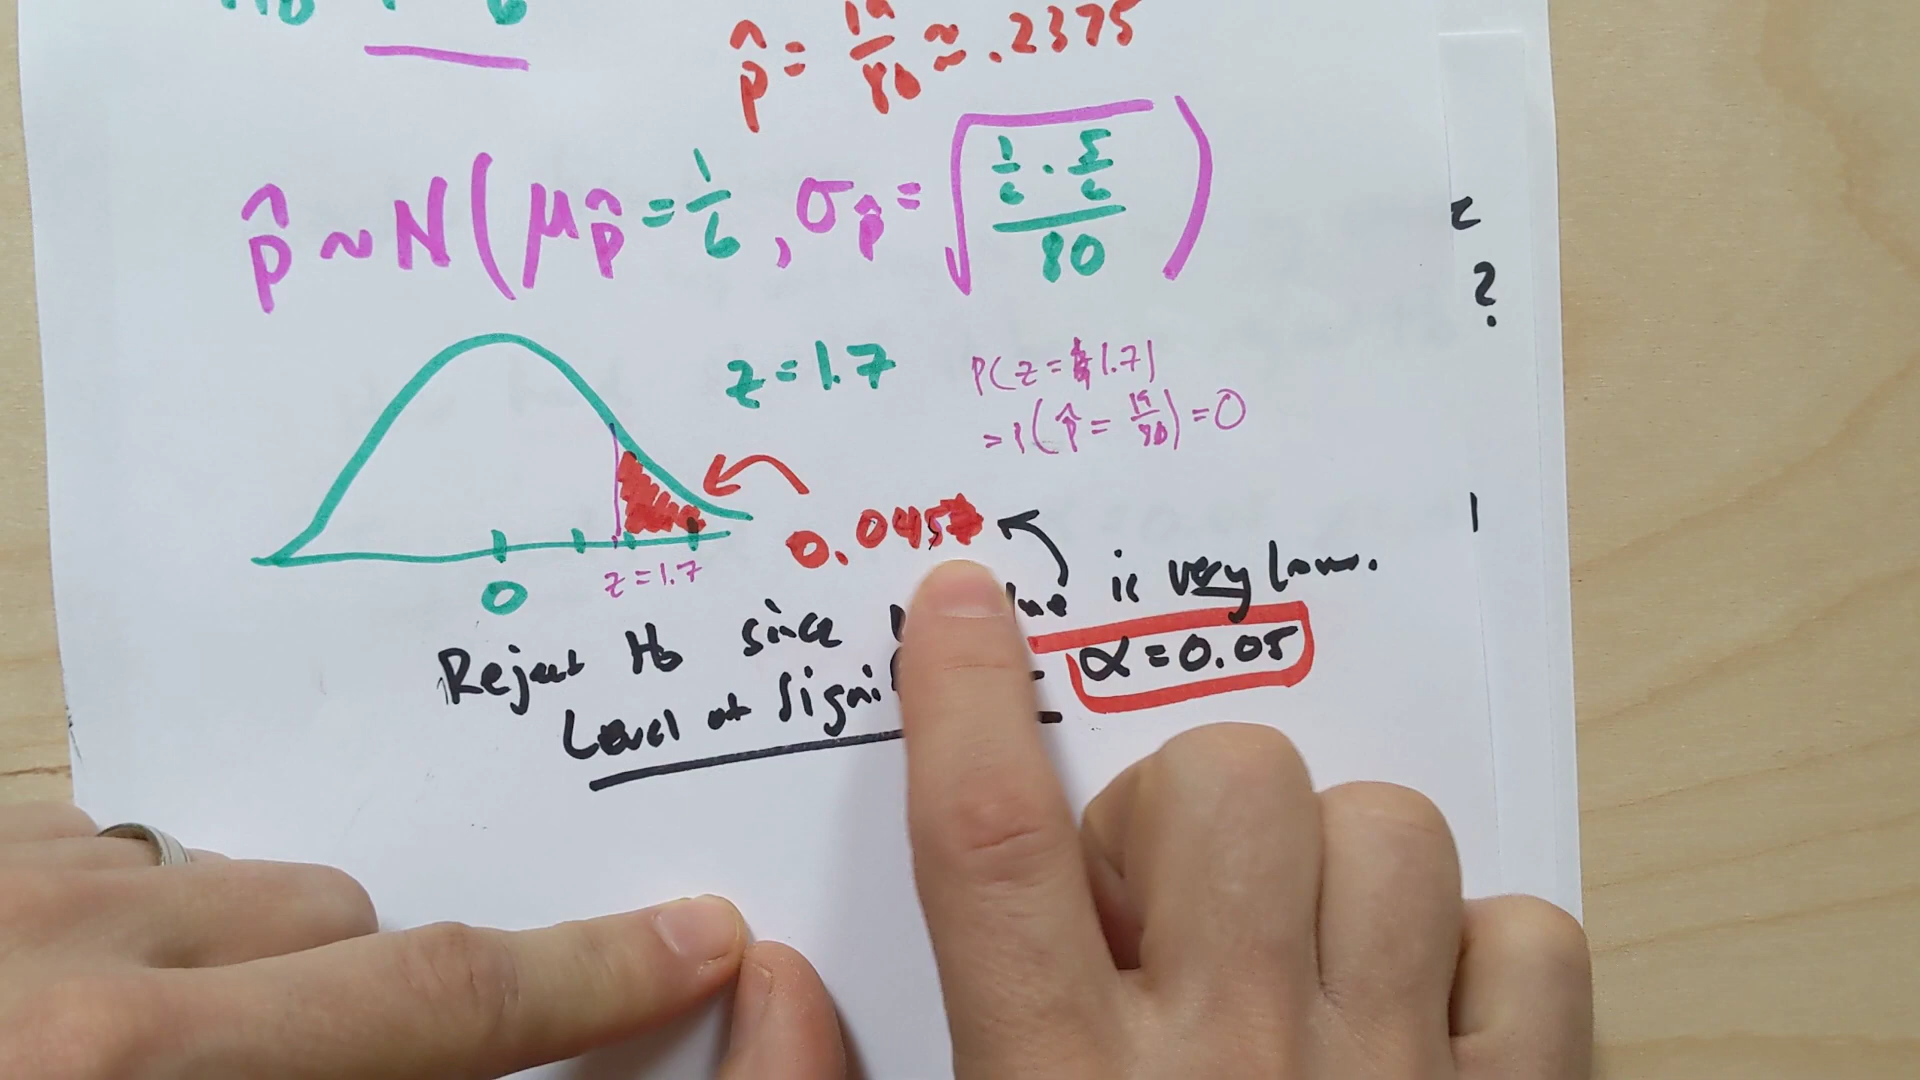 p̂ = 19/80 ≈ .2375
p̂ ~ N( μp̂ = 1/6 , σp̂ = √((1/6 · 5/6)/80) )
z = 1.7
P(z = 1.7)
= P(p̂ = 19/80) = 0
0.045
0
z = 1.7
Reject H₀ since is very low.
Level of
α = 0.05
?